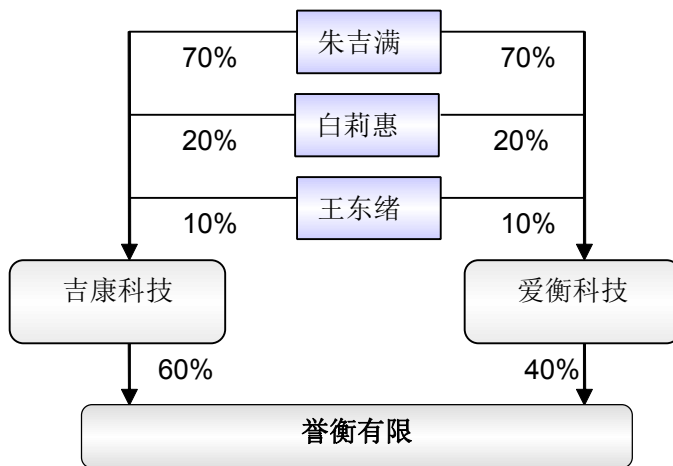 朱吉满
70% 70%
白莉惠
20% 20%
王东绪
10% 10%
吉康科技 爱衡科技
60% 40%
誉衡有限